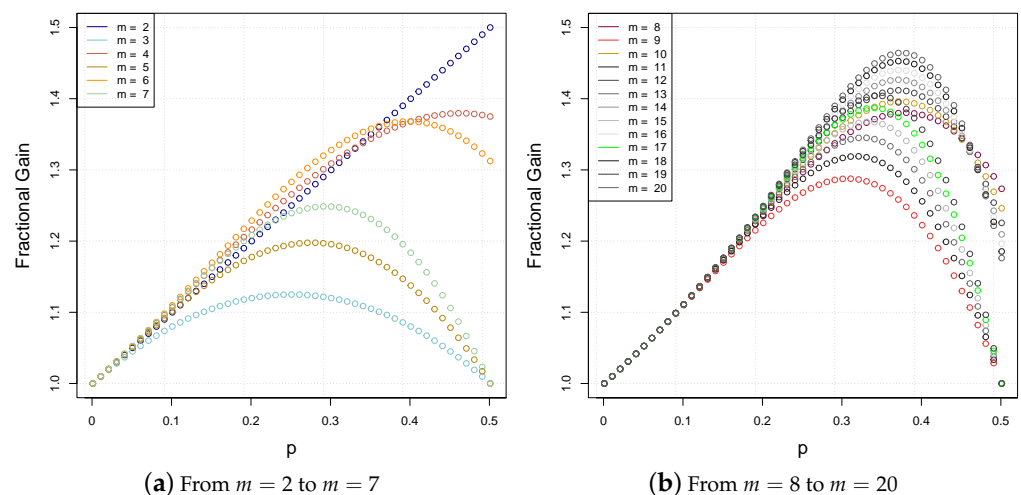 Fractional Gain
1.5
1.4
1.3
1.2
1.1
1.0
m = 2
m = 3
m = 4
m = 5
m = 6
m = 7
0 0.1 0.2 0.3 0.4 0.5
p
(a) From m = 2 to m = 7
Fractional Gain
1.5
1.4
1.3
1.2
1.1
1.0
m = 8
m = 9
m = 10
m = 11
m = 12
m = 13
m = 14
m = 15
m = 16
m = 17
m = 18
m = 19
m = 20
0 0.1 0.2 0.3 0.4 0.5
p
(b) From m = 8 to m = 20